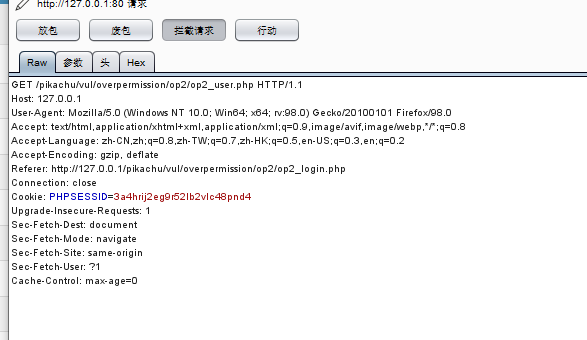 http://127.0.0.1:80 请求
放包 废包 拦截请求 行动
Raw 参数 头 Hex
GET /pikachu/vul/overpermission/op2/op2_user.php HTTP/1.1
Host: 127.0.0.1
User-Agent: Mozilla/5.0 (Windows NT 10.0; Win64; x64; rv:98.0) Gecko/20100101 Firefox/98.0
Accept: text/html,application/xhtml+xml,application/xml;q=0.9,image/avif,image/webp,*/*;q=0.8
Accept-Language: zh-CN,zh;q=0.8,zh-TW;q=0.7,zh-HK;q=0.5,en-US;q=0.3,en;q=0.2
Accept-Encoding: gzip, deflate
Referer: http://127.0.0.1/pikachu/vul/overpermission/op2/op2_login.php
Connection: close
Cookie: PHPSESSID=3a4hrij2eg9r52lb2vlc48pnd4
Upgrade-Insecure-Requests: 1
Sec-Fetch-Dest: document
Sec-Fetch-Mode: navigate
Sec-Fetch-Site: same-origin
Sec-Fetch-User: ?1
Cache-Control: max-age=0